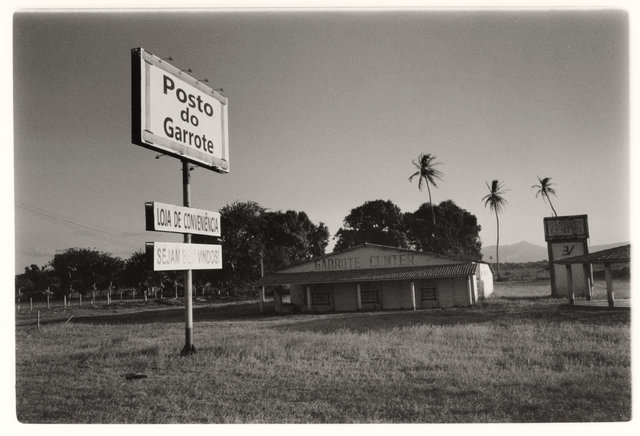 Posto
do
Garrote
LOJA DE CONVENIÊNCIA
SEJAM BEM VINDOS!
GARROTE CENTER